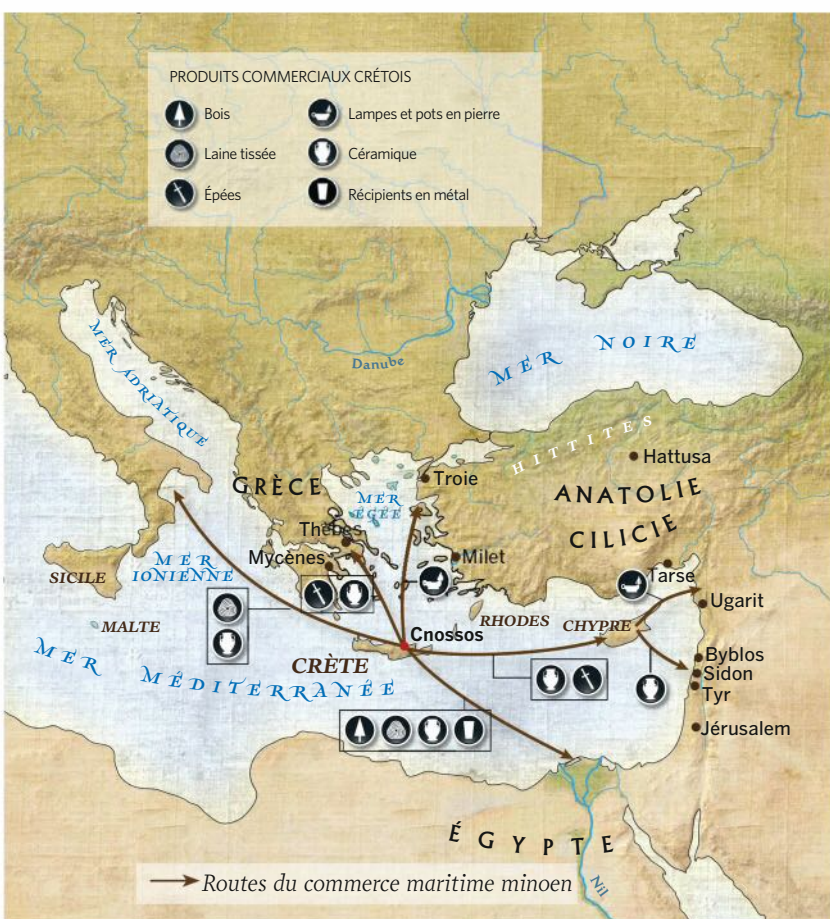 PRODUITS COMMERCIAUX CRÉTOIS
Bois
Laine tissée
Épées
Lampes et pots en pierre
Céramique
Récipients en métal
MER ADRIATIQUE
Danube
MER NOIRE
HITTITES
Hattusa
GRÈCE
Troie
MER
ÉGÉE
ANATOLIE
CILICIE
Thèbes
Mycènes
Milet
Tarse
SICILE
MER
IONIENNE
MALTE
RHODES
CHYPRE
Ugarit
Cnossos
CRÈTE
Byblos
Sidon
Tyr
MER MÉDITERRANÉE
Jérusalem
ÉGYPTE
Nil
Routes du commerce maritime minoen